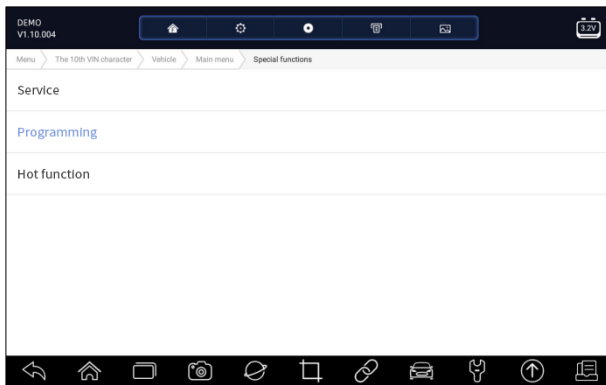 DEMO
V1.10.004
3.2V
Menu The 10th VIN character Vehicle Main menu Special functions
Service
Programming
Hot function